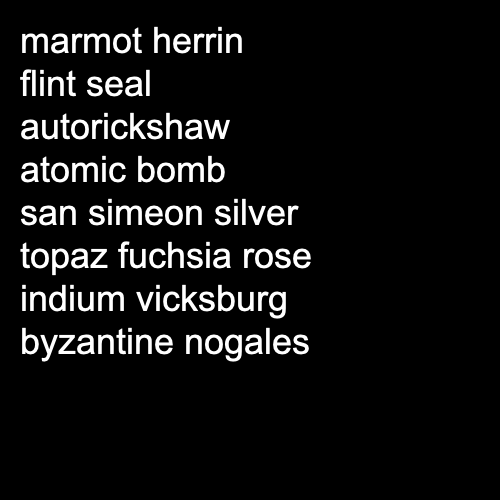 marmot herrin
flint seal
autorickshaw
atomic bomb
san simeon silver
topaz fuchsia rose
indium vicksburg
byzantine nogales